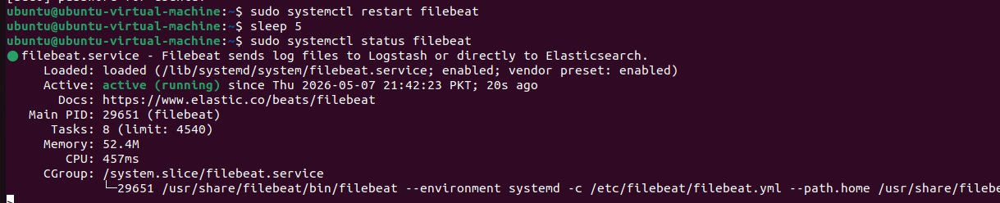 ubuntu@ubuntu-virtual-machine:~$ sudo systemctl restart filebeat
ubuntu@ubuntu-virtual-machine:~$ sleep 5
ubuntu@ubuntu-virtual-machine:~$ sudo systemctl status filebeat
● filebeat.service - Filebeat sends log files to Logstash or directly to Elasticsearch.
Loaded: loaded (/lib/systemd/system/filebeat.service; enabled; vendor preset: enabled)
Active: active (running) since Thu 2026-05-07 21:42:23 PKT; 20s ago
Docs: https://www.elastic.co/beats/filebeat
Main PID: 29651 (filebeat)
Tasks: 8 (limit: 4540)
Memory: 52.4M
CPU: 457ms
CGroup: /system.slice/filebeat.service
└─29651 /usr/share/filebeat/bin/filebeat --environment systemd -c /etc/filebeat/filebeat.yml --path.home /usr/share/filebe